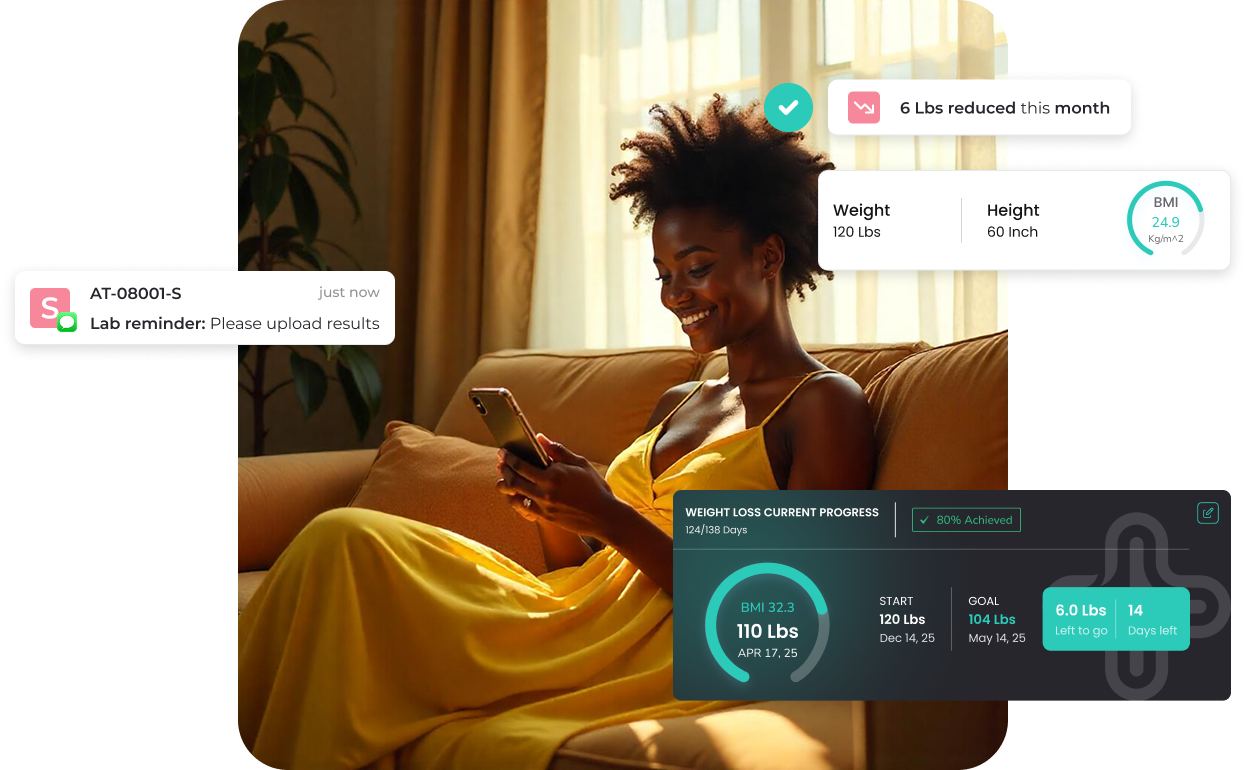 6 Lbs reduced this month
Weight
120 Lbs
Height
60 Inch
BMI
24.9
Kg/m^2
S
AT-08001-S
just now
Lab reminder: Please upload results
WEIGHT LOSS CURRENT PROGRESS
124/138 Days
80% Achieved
BMI 32.3
110 Lbs
APR 17, 25
START
120 Lbs
Dec 14, 25
GOAL
104 Lbs
May 14, 25
6.0 Lbs
Left to go
14
Days left